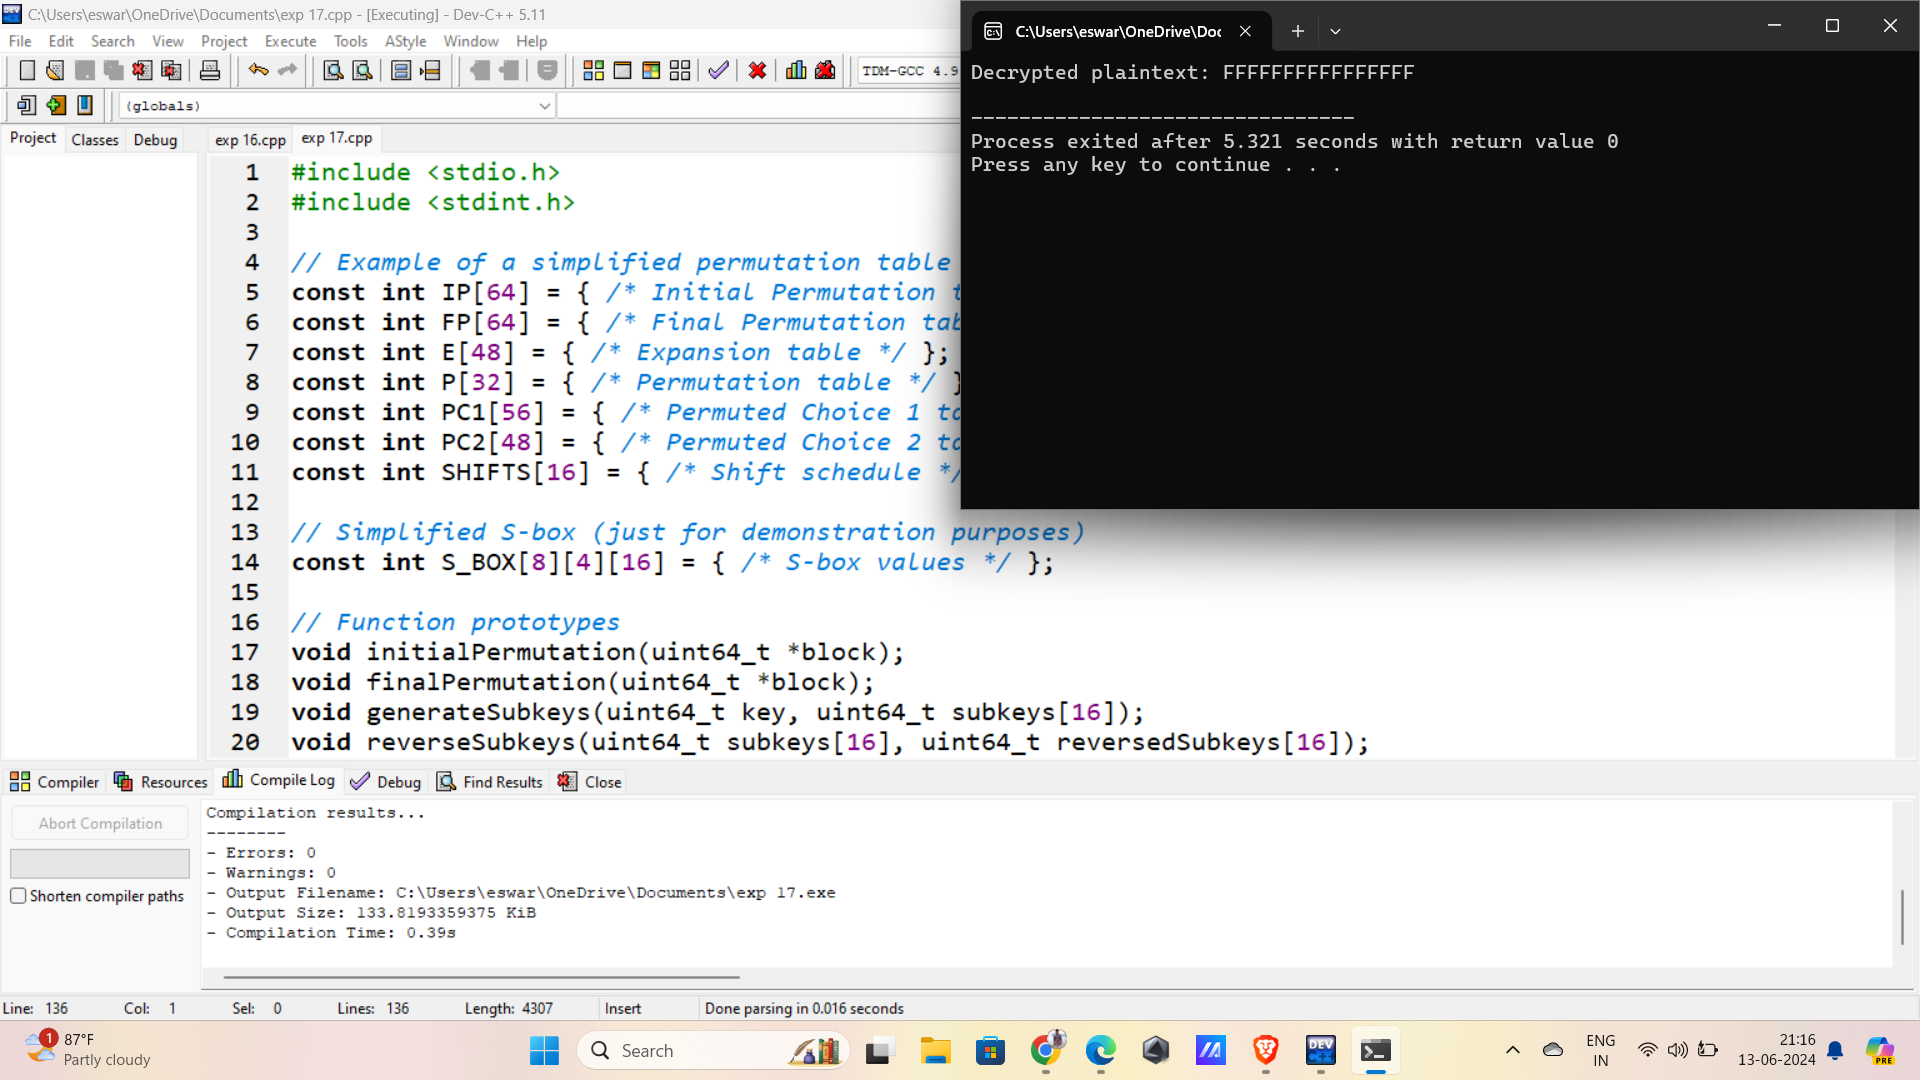 C:\Users\eswar\OneDrive\Documents\exp 17.cpp - [Executing] - Dev-C++ 5.11
File Edit Search View Project Execute Tools AStyle Window Help
TDM-GCC 4.9
(globals)
Project Classes Debug
exp 16.cpp exp 17.cpp
1 #include <stdio.h>
2 #include <stdint.h>
3
4 // Example of a simplified permutation table
5 const int IP[64] = { /* Initial Permutation
6 const int FP[64] = { /* Final Permutation
7 const int E[48] = { /* Expansion table */ };
8 const int P[32] = { /* Permutation table */ }
9 const int PC1[56] = { /* Permuted Choice 1
10 const int PC2[48] = { /* Permuted Choice 2
11 const int SHIFTS[16] = { /* Shift schedule */
12
13 // Simplified S-box (just for demonstration purposes)
14 const int S_BOX[8][4][16] = { /* S-box values */ };
15
16 // Function prototypes
17 void initialPermutation(uint64_t *block);
18 void finalPermutation(uint64_t *block);
19 void generateSubkeys(uint64_t key, uint64_t subkeys[16]);
20 void reverseSubkeys(uint64_t subkeys[16], uint64_t reversedSubkeys[16]);
C:\Users\eswar\OneDrive\Doc
Decrypted plaintext: FFFFFFFFFFFFFFFF
--------------------------------
Process exited after 5.321 seconds with return value 0
Press any key to continue . . .
Compiler Resources Compile Log Debug Find Results Close
Abort Compilation
Shorten compiler paths
Compilation results...
--------
- Errors: 0
- Warnings: 0
- Output Filename: C:\Users\eswar\OneDrive\Documents\exp 17.exe
- Output Size: 133.8193359375 KiB
- Compilation Time: 0.39s
Line: 136 Col: 1 Sel: 0 Lines: 136 Length: 4307 Insert Done parsing in 0.016 seconds
1
87°F
Partly cloudy
Search
DEV
ENG
IN
21:16
13-06-2024
PRE